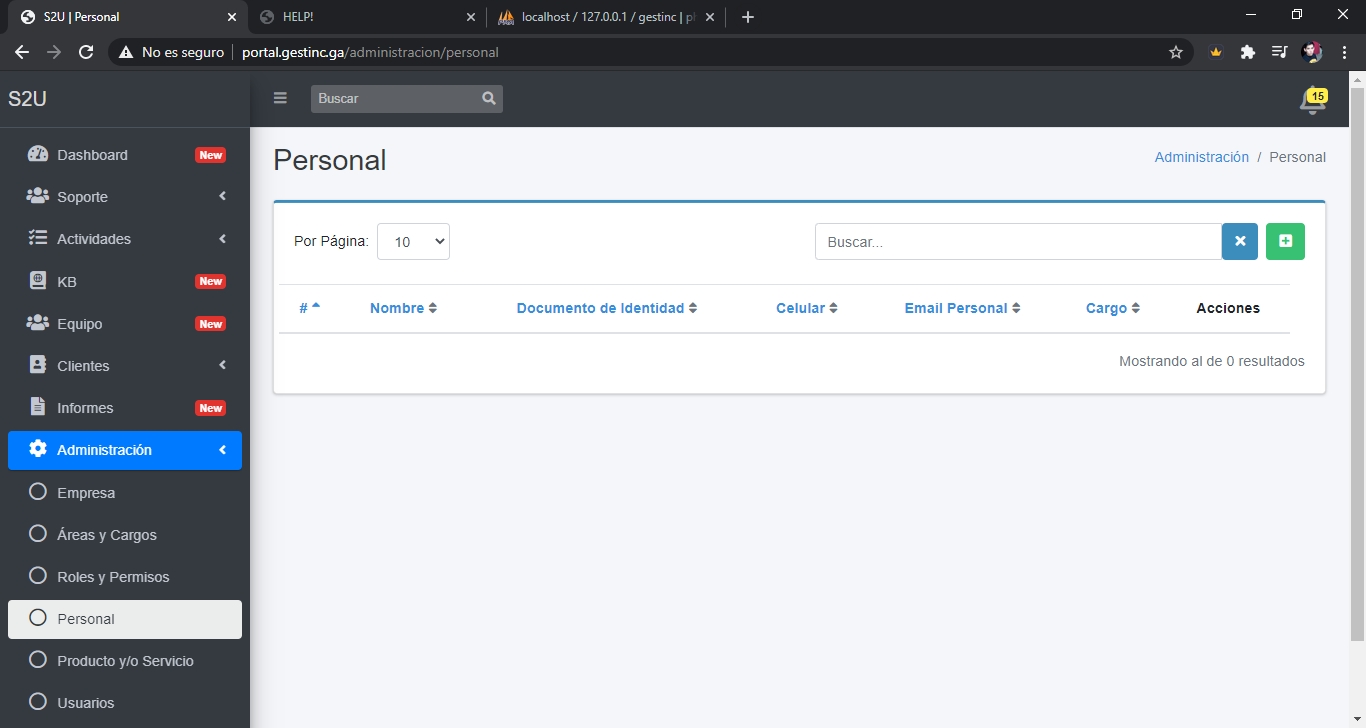 S2U | Personal
HELP!
localhost / 127.0.0.1 / gestinc | ph
No es seguro
portal.gestinc.ga/administracion/personal
S2U
Buscar
15
Dashboard New
Soporte
Actividades
KB New
Equipo New
Clientes
Informes New
Administración
Empresa
Áreas y Cargos
Roles y Permisos
Personal
Producto y/o Servicio
Usuarios
Personal
Administración / Personal
Por Página: 10
Buscar...
# Nombre Documento de Identidad Celular Email Personal Cargo Acciones
Mostrando al de 0 resultados